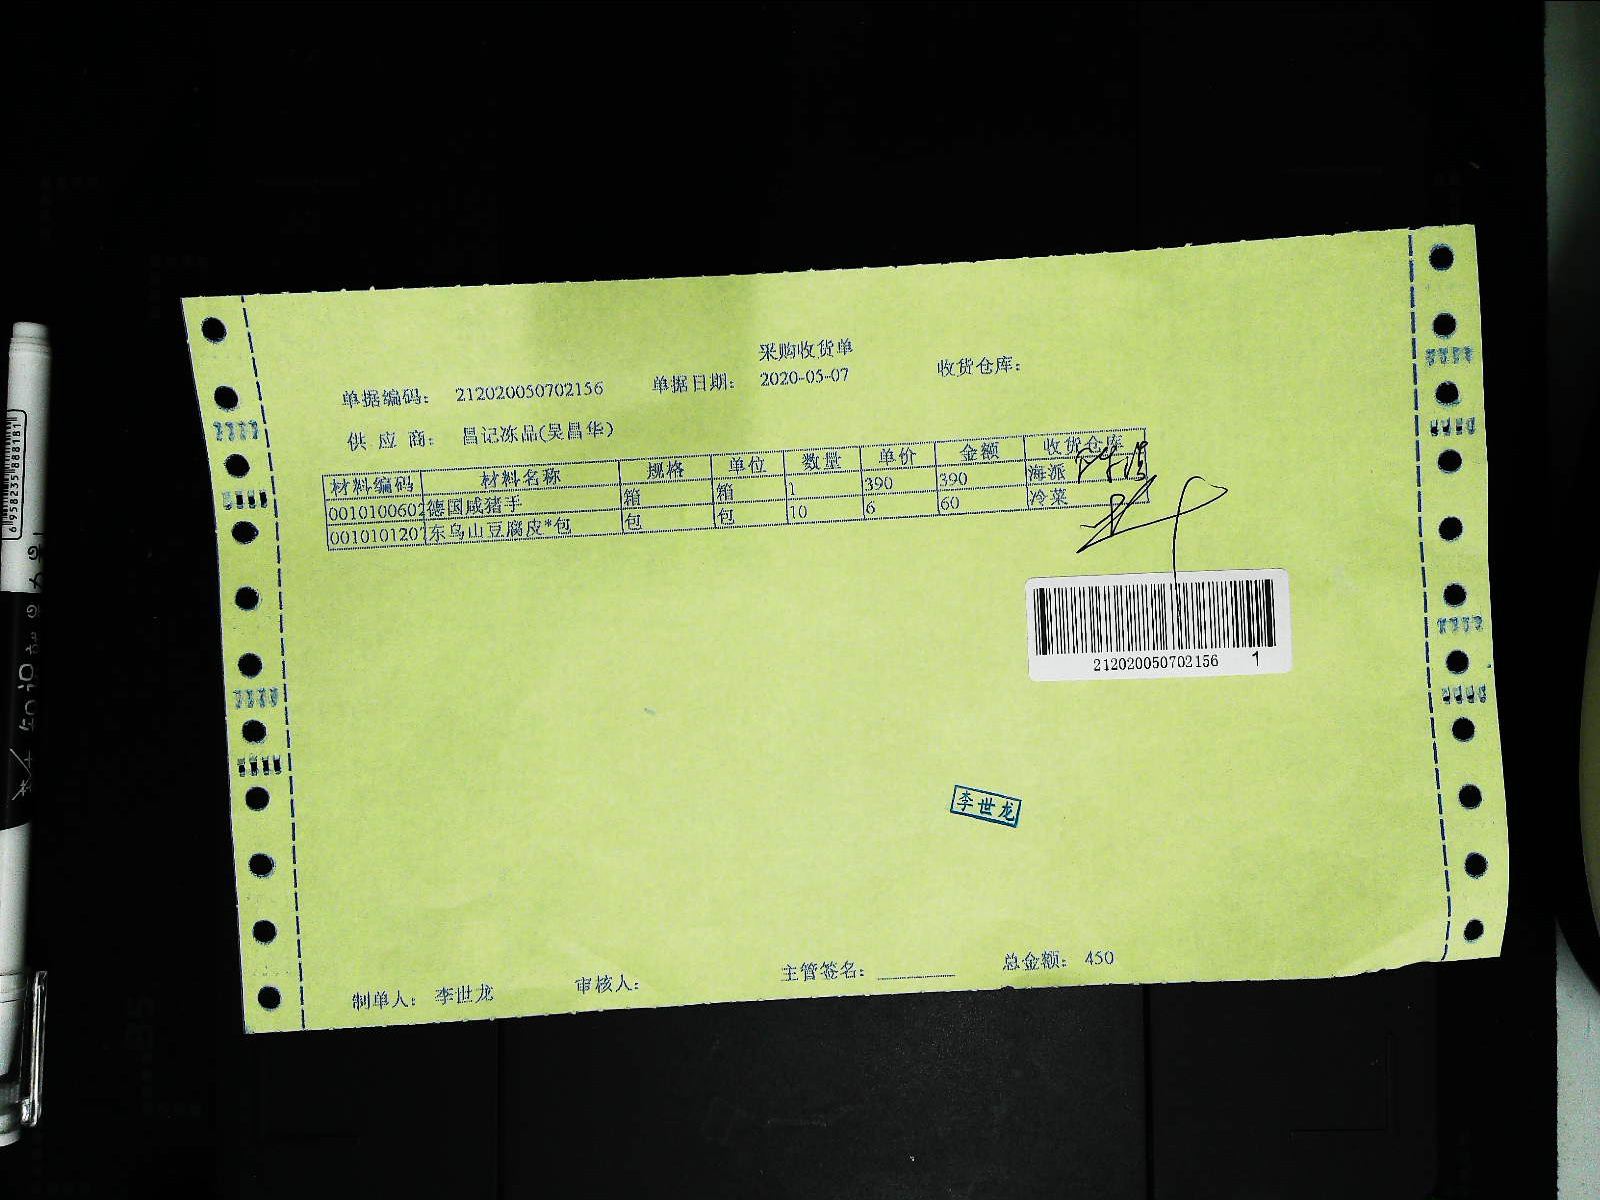 采购收货单
单据编码： 212020050702156 单据日期： 2020-05-07 收货仓库：
供 应 商： 昌记冻品(吴昌华)
材料编码 材料名称 规格 单位 数量 单价 金额 收货仓库
0010100602 德国咸猪手 箱 箱 1 390 390 海派
0010101207 东乌山豆腐皮*包 包 包 10 6 60 冷菜
212020050702156 1
李世龙
制单人： 李世龙 审核人： 主管签名： 总金额： 450
6958235888181